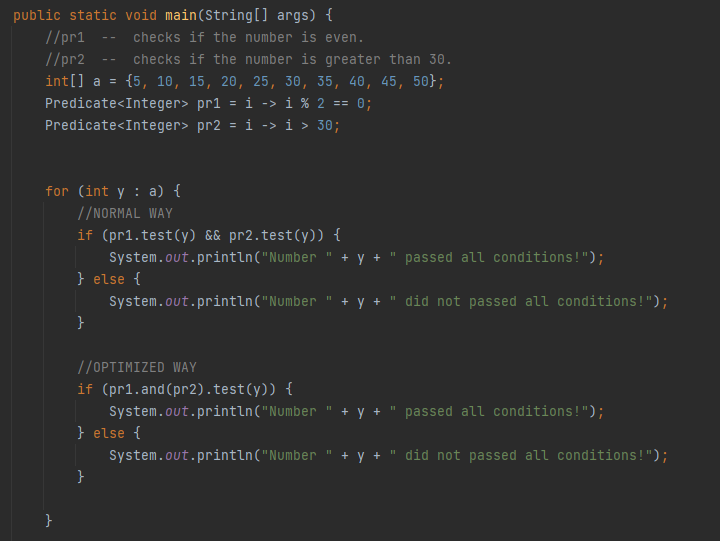 public static void main(String[] args) {
//pr1  --  checks if the number is even.
//pr2  --  checks if the number is greater than 30.
int[] a = {5, 10, 15, 20, 25, 30, 35, 40, 45, 50};
Predicate<Integer> pr1 = i -> i % 2 == 0;
Predicate<Integer> pr2 = i -> i > 30;
for (int y : a) {
//NORMAL WAY
if (pr1.test(y) && pr2.test(y)) {
System.out.println("Number " + y + " passed all conditions!");
} else {
System.out.println("Number " + y + " did not passed all conditions!");
}
//OPTIMIZED WAY
if (pr1.and(pr2).test(y)) {
System.out.println("Number " + y + " passed all conditions!");
} else {
System.out.println("Number " + y + " did not passed all conditions!");
}
}